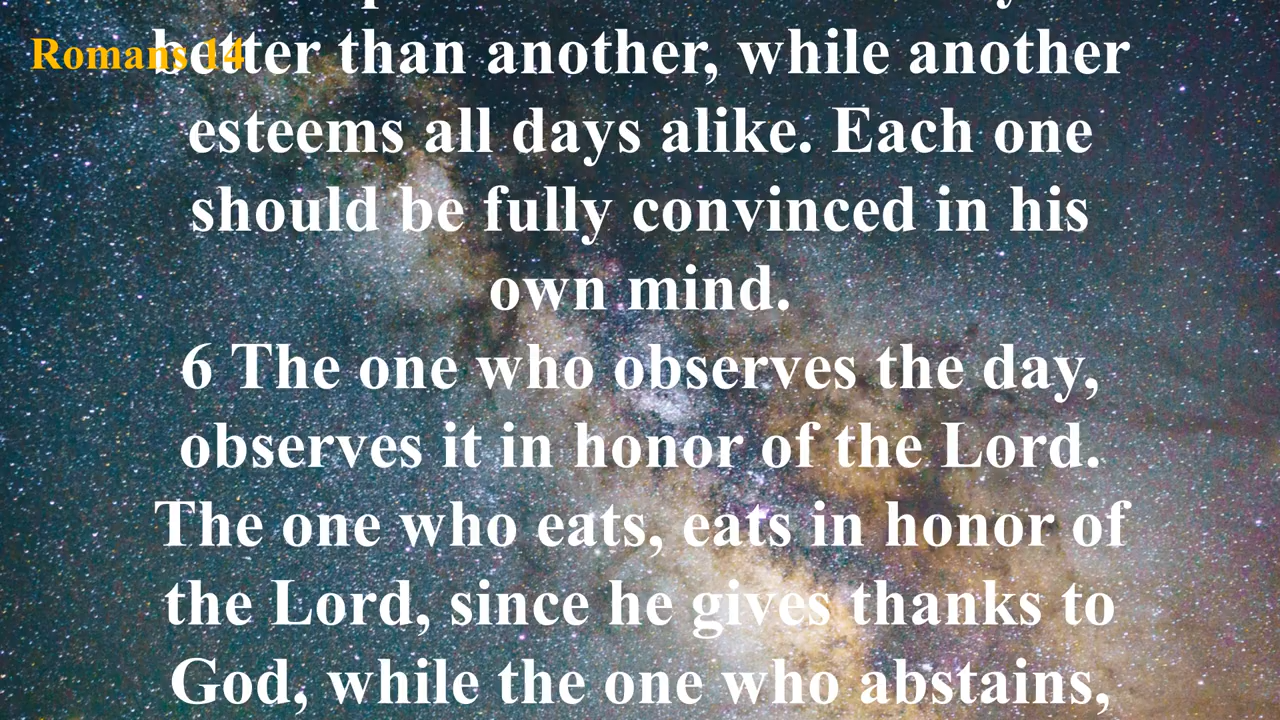 Romans 14
better than another, while another
esteems all days alike. Each one
should be fully convinced in his
own mind.
6 The one who observes the day,
observes it in honor of the Lord.
The one who eats, eats in honor of
the Lord, since he gives thanks to
God, while the one who abstains,